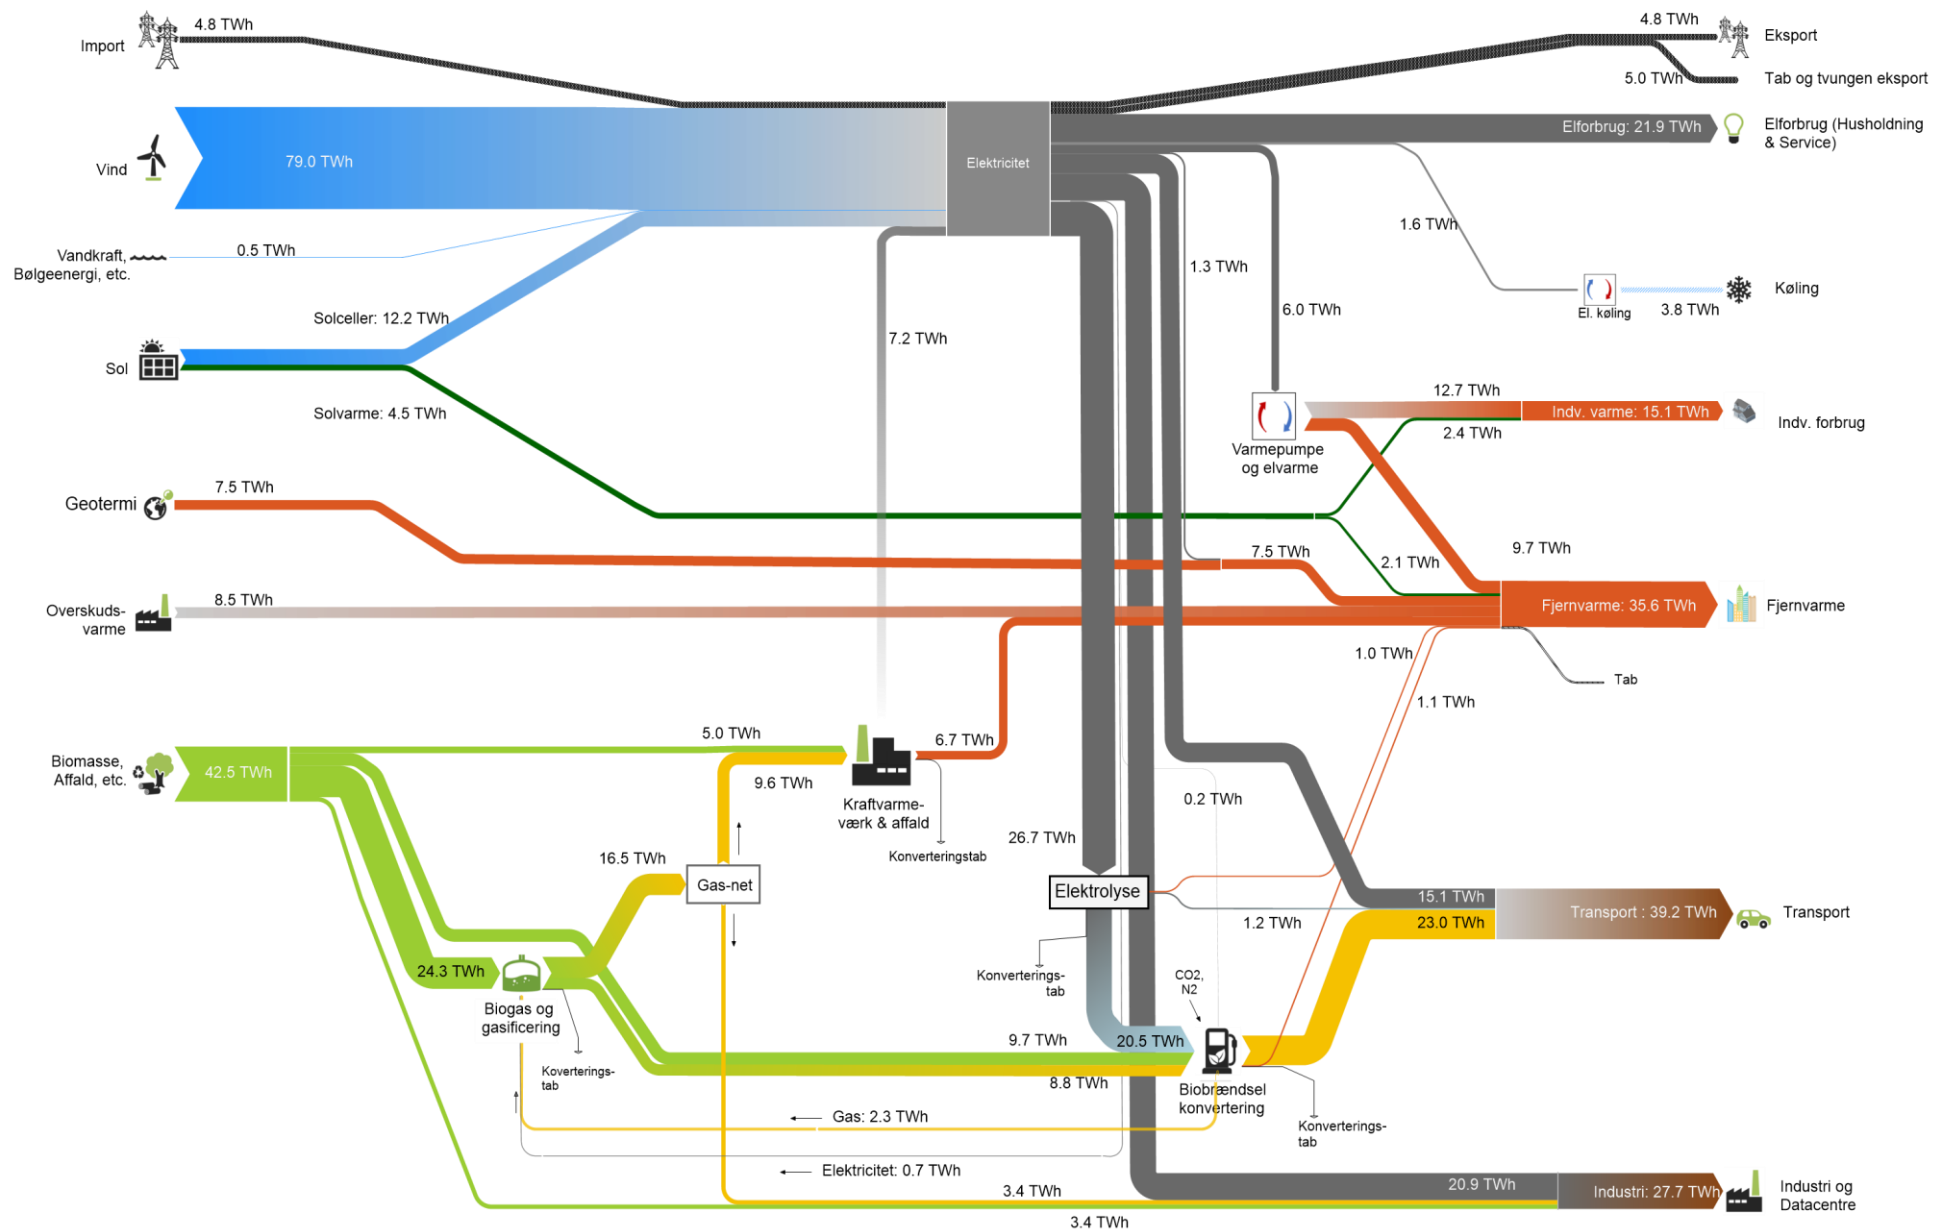 4.8 TWh
Import
4.8 TWh
Eksport
5.0 TWh
Tab og tvungen eksport
Vind
79.0 TWh
Elektricitet
Elforbrug: 21.9 TWh
Elforbrug (Husholdning
& Service)
Vandkraft,
Bølgeenergi, etc.
0.5 TWh
1.6 TWh
1.3 TWh
6.0 TWh
El. køling
3.8 TWh
Køling
Solceller: 12.2 TWh
7.2 TWh
Sol
Solvarme: 4.5 TWh
12.7 TWh
Indv. varme: 15.1 TWh
Indv. forbrug
2.4 TWh
Varmepumpe
og elvarme
Geotermi
7.5 TWh
7.5 TWh
2.1 TWh
9.7 TWh
Overskuds-
varme
8.5 TWh
Fjernvarme: 35.6 TWh
Fjernvarme
1.0 TWh
1.1 TWh
Tab
Biomasse,
Affald, etc.
42.5 TWh
5.0 TWh
9.6 TWh
6.7 TWh
Kraftvarme-
værk & affald
Konverteringstab
0.2 TWh
26.7 TWh
16.5 TWh
Gas-net
Elektrolyse
1.2 TWh
15.1 TWh
23.0 TWh
Transport : 39.2 TWh
Transport
24.3 TWh
Biogas og
gasificering
Koverterings-
tab
Konverterings-
tab
CO2,
N2
9.7 TWh
20.5 TWh
8.8 TWh
Biobrændsel
konvertering
Konverterings-
tab
Gas: 2.3 TWh
Elektricitet: 0.7 TWh
3.4 TWh
3.4 TWh
20.9 TWh
Industri: 27.7 TWh
Industri og
Datacentre